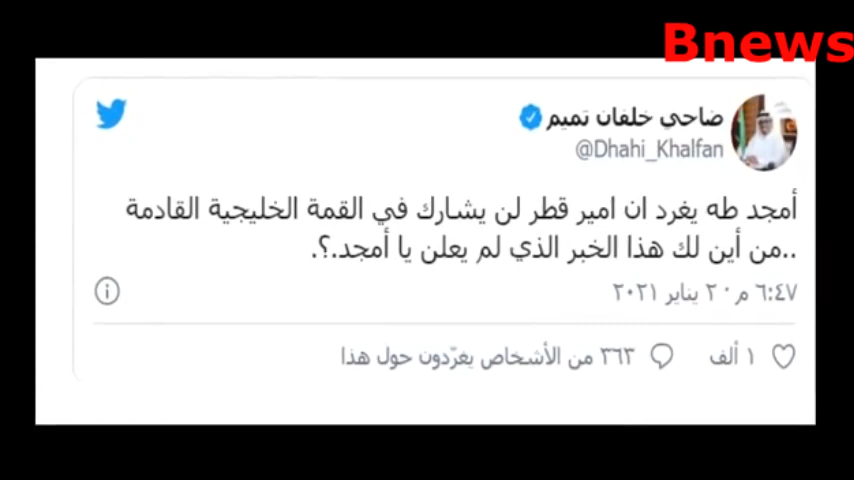 Bnews
ضاحي خلفان تميم
@Dhahi_Khalfan
أمجد طه يغرد ان امير قطر لن يشارك في القمة الخليجية القادمة
..من أين لك هذا الخبر الذي لم يعلن يا أمجد.؟.
٦:٤٧ م · ٢ يناير ٢٠٢١
١ ألف
٣٦٣ من الأشخاص يغرّدون حول هذا